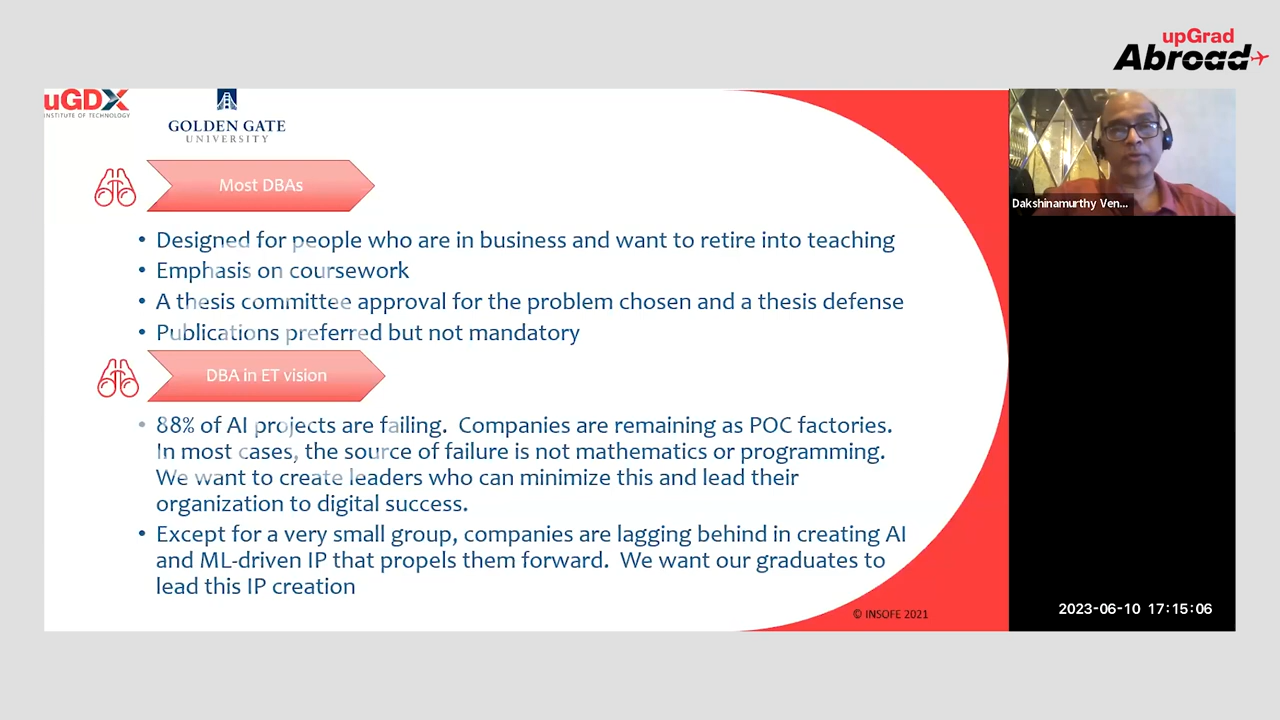 upGrad
Abroad
uGDX
INSTITUTE OF TECHNOLOGY
GOLDEN GATE
UNIVERSITY
Most DBAs
• Designed for people who are in business and want to retire into teaching
• Emphasis on coursework
• A thesis committee approval for the problem chosen and a thesis defense
• Publications preferred but not mandatory
DBA in ET vision
• 88% of AI projects are failing.  Companies are remaining as POC factories.
In most cases, the source of failure is not mathematics or programming.
We want to create leaders who can minimize this and lead their
organization to digital success.
• Except for a very small group, companies are lagging behind in creating AI
and ML-driven IP that propels them forward.  We want our graduates to
lead this IP creation
© INSOFE 2021
Dakshinamurthy Ven...
2023-06-10 17:15:06